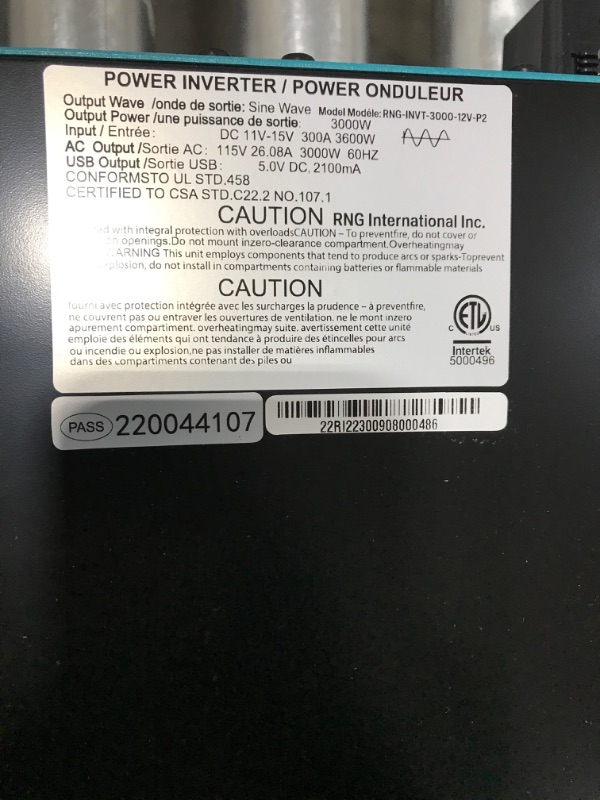 POWER INVERTER / POWER ONDULEUR
Output Wave /onde de sortie: Sine Wave Model Modéle: RNG-INVT-3000-12V-P2
Output Power /une puissance de sortie: 3000W
Input / Entrée: DC 11V-15V 300A 3600W
AC Output /Sortie AC: 115V 26.08A 3000W 60HZ
USB Output /Sortie USB: 5.0V DC, 2100mA
CONFORMSTO UL STD.458
CERTIFIED TO CSA STD.C22.2 NO.107.1
CAUTION RNG International Inc.
with integral protection with overloadsCAUTION – To preventfire, do not cover or
openings.Do not mount inzero-clearance compartment.Overheatingmay
ARNING This unit employs components that tend to produce arcs or sparks-Toprevent
explosion, do not install in compartments containing batteries or flammable materials
CAUTION
fourni avec protection intégrée avec les surcharges la prudence – à preventfire,
ne couvrent pas ou entraver les ouvertures de ventilation. ne le mont inzero
apurement compartiment. overheatingmay suite. avertissement cette unité
emploie des éléments qui ont tendance à produire des étincelles pour arcs
ou incendie ou explosion,ne pas installer de matières inflammables
dans des compartiments contenant des piles ou
C ETL US
Intertek
5000496
PASS 220044107
22RI22300908000486